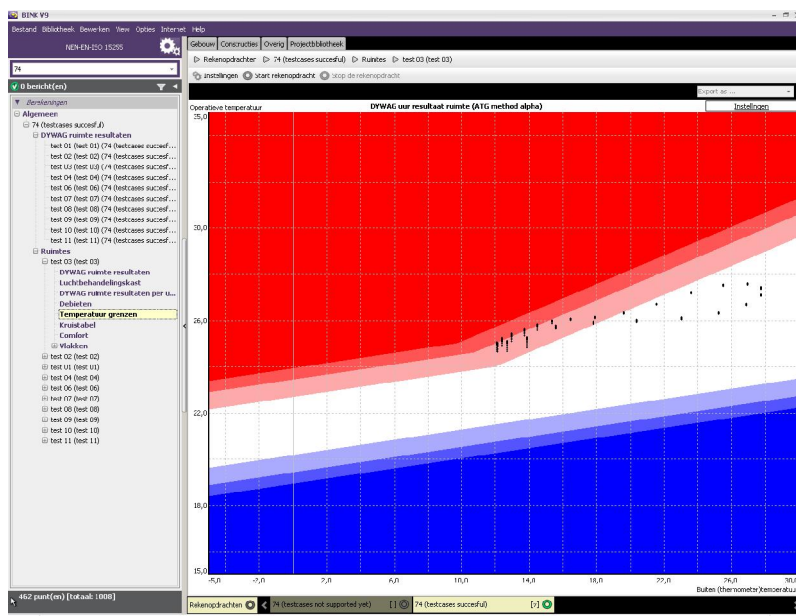 BINK V9
Bestand Bibliotheek Bewerken View Opties Internet Help
NEN-EN-ISO 15255
74
0 bericht(en)
Berekeningen
Algemeen
74 (testcases succesful)
DYWAG ruimte resultaten
test 01 (test 01) (74 (testcases succesf...
test 02 (test 02) (74 (testcases succesf...
test 03 (test 03) (74 (testcases succesf...
test 04 (test 04) (74 (testcases succesf...
test 06 (test 06) (74 (testcases succesf...
test 07 (test 07) (74 (testcases succesf...
test 08 (test 08) (74 (testcases succesf...
test 09 (test 09) (74 (testcases succesf...
test 10 (test 10) (74 (testcases succesf...
test 11 (test 11) (74 (testcases succesf...
Ruimtes
test 03 (test 03)
DYWAG ruimte resultaten
Luchtbehandelingskast
DYWAG ruimte resultaten per u...
Debieten
Temperatuur grenzen
Kruistabel
Comfort
Vlakken
test 02 (test 02)
test 01 (test 01)
test 04 (test 04)
test 06 (test 06)
test 07 (test 07)
test 08 (test 08)
test 09 (test 09)
test 10 (test 10)
test 11 (test 11)
462 punt(en) [totaal: 1008]
Gebouw Constructies Overig Projectbibliotheek
Rekenopdrachten 74 (testcases succesful) Ruimtes test 03 (test 03)
Instellingen Start rekenopdracht Stop de rekenopdracht
Export as ...
Operatieve temperatuur DYWAG uur resultaat ruimte (ATG method alpha) Instellingen
35,0
30,0
26,0
22,0
18,0
15,0
-5,0 -2,0 2,0 6,0 10,0 14,0 18,0 22,0 26,0 30,0
Buiten (thermometer)temperatuu
Rekenopdrachten 74 (testcases not supported yet) [ ] 74 (testcases succesful) [7]